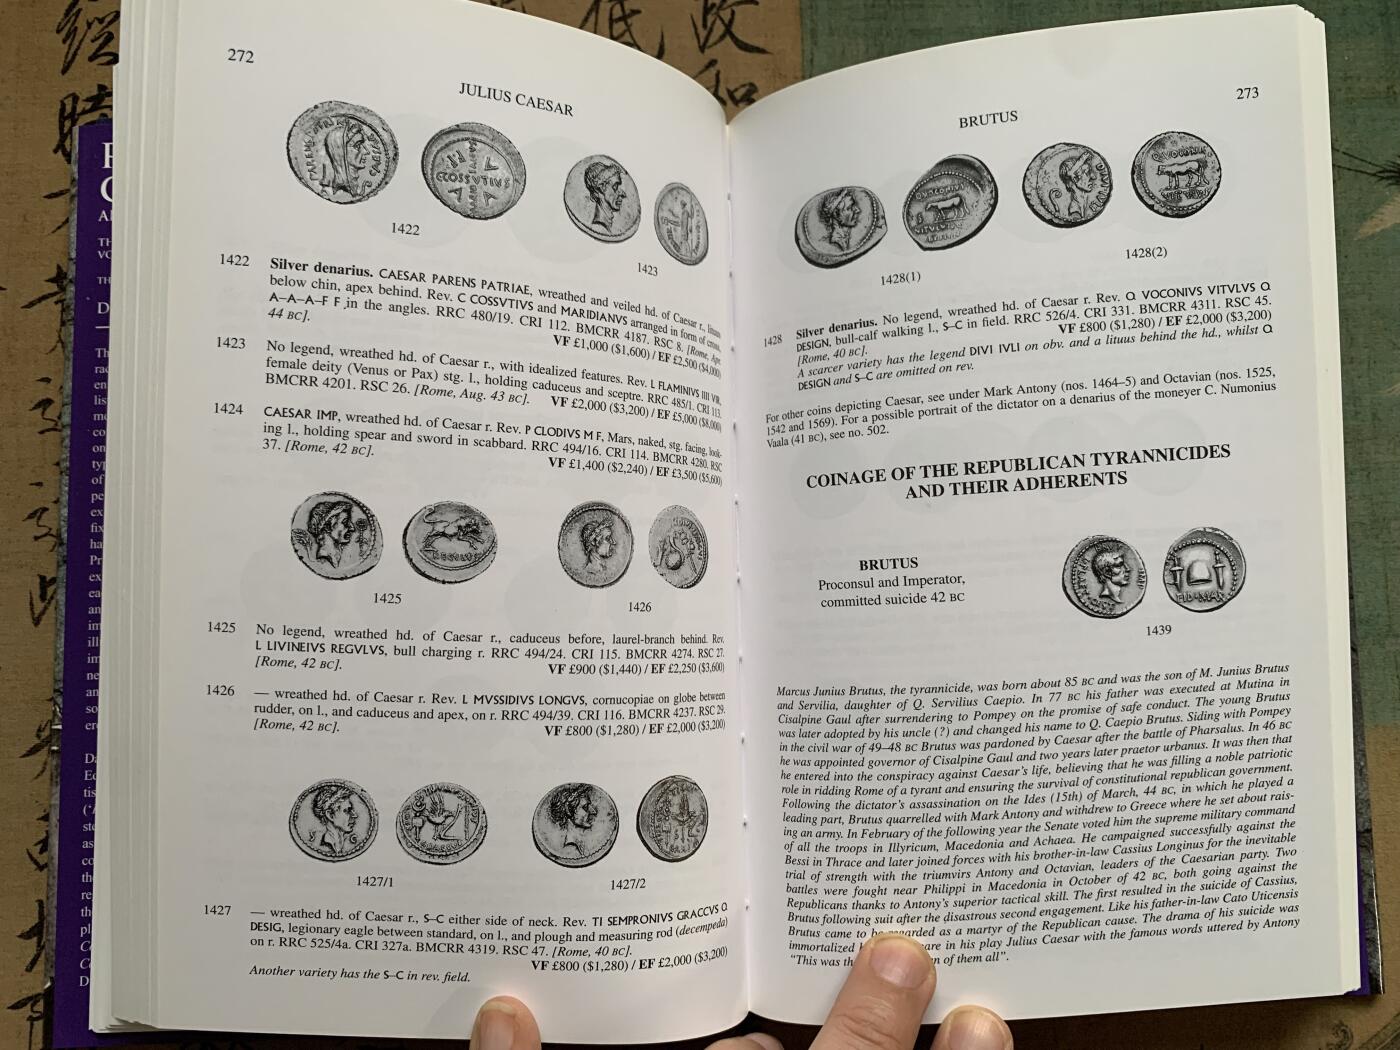 272
JULIUS CAESAR
1422
1423
1422 Silver denarius. CAESAR PARENS PATRIAE, wreathed and veiled hd. of Caesar r., lituus
below chin, apex behind. Rev. C COSSVTIVS and MARIDIANVS arranged in form of cross,
A–A–A–F F in the angles. RRC 480/19. CRI 112. BMCRR 4187. RSC 8. [Rome, Apr.
44 BC]. VF £1,000 ($1,600) / EF £2,500 ($4,000)
1423 No legend, wreathed hd. of Caesar r., with idealized features. Rev. L FLAMINIVS IIII VIR,
female deity (Venus or Pax) stg. l., holding caduceus and sceptre. RRC 485/1. CRI 113.
BMCRR 4201. RSC 26. [Rome, Aug. 43 BC]. VF £2,000 ($3,200) / EF £5,000 ($8,000)
1424 CAESAR IMP, wreathed hd. of Caesar r. Rev. P CLODIVS M F, Mars, naked, stg. facing, look-
ing l., holding spear and sword in scabbard. RRC 494/16. CRI 114. BMCRR 4280. RSC
37. [Rome, 42 BC]. VF £1,400 ($2,240) / EF £3,500 ($5,600)
1425
1426
1425 No legend, wreathed hd. of Caesar r., caduceus before, laurel-branch behind. Rev.
L LIVINEIVS REGVLVS, bull charging r. RRC 494/24. CRI 115. BMCRR 4274. RSC 27.
[Rome, 42 BC]. VF £900 ($1,440) / EF £2,250 ($3,600)
1426 — wreathed hd. of Caesar r. Rev. L MVSSIDIVS LONGVS, cornucopiae on globe between
rudder, on l., and caduceus and apex, on r. RRC 494/39. CRI 116. BMCRR 4237. RSC 29.
[Rome, 42 BC]. VF £800 ($1,280) / EF £2,000 ($3,200)
1427/1
1427/2
1427 — wreathed hd. of Caesar r., S–C either side of neck. Rev. TI SEMPRONIVS GRACCVS Q
DESIG, legionary eagle between standard, on l., and plough and measuring rod (decempeda)
on r. RRC 525/4a. CRI 327a. BMCRR 4319. RSC 47. [Rome, 40 BC].
VF £800 ($1,280) / EF £2,000 ($3,200)
Another variety has the S–C in rev. field.
273
BRUTUS
1428(1)
1428(2)
1428 Silver denarius. No legend, wreathed hd. of Caesar r. Rev. Q VOCONIVS VITVLVS Q
DESIGN, bull-calf walking l., S–C in field. RRC 526/4. CRI 331. BMCRR 4311. RSC 45.
[Rome, 40 BC]. VF £800 ($1,280) / EF £2,000 ($3,200)
A scarcer variety has the legend DIVI IVLI on obv. and a lituus behind the hd., whilst Q
DESIGN and S–C are omitted on rev.
For other coins depicting Caesar, see under Mark Antony (nos. 1464–5) and Octavian (nos. 1525,
1542 and 1569). For a possible portrait of the dictator on a denarius of the moneyer C. Numonius
Vaala (41 BC), see no. 502.
COINAGE OF THE REPUBLICAN TYRANNICIDES
AND THEIR ADHERENTS
BRUTUS
Proconsul and Imperator,
committed suicide 42 BC
1439
Marcus Junius Brutus, the tyrannicide, was born about 85 BC and was the son of M. Junius Brutus
and Servilia, daughter of Q. Servilius Caepio. In 77 BC his father was executed at Mutina in
Cisalpine Gaul after surrendering to Pompey on the promise of safe conduct. The young Brutus
was later adopted by his uncle (?) and changed his name to Q. Caepio Brutus. Siding with Pompey
in the civil war of 49–48 BC Brutus was pardoned by Caesar after the battle of Pharsalus. In 46 BC
he was appointed governor of Cisalpine Gaul and two years later praetor urbanus. It was then that
he entered into the conspiracy against Caesar's life, believing that he was filling a noble patriotic
role in ridding Rome of a tyrant and ensuring the survival of constitutional republican government.
Following the dictator's assassination on the Ides (15th) of March, 44 BC, in which he played a
leading part, Brutus quarrelled with Mark Antony and withdrew to Greece where he set about rais-
ing an army. In February of the following year the Senate voted him the supreme military command
of all the troops in Illyricum, Macedonia and Achaea. He campaigned successfully against the
Bessi in Thrace and later joined forces with his brother-in-law Cassius Longinus for the inevitable
trial of strength with the triumvirs Antony and Octavian, leaders of the Caesarian party. Two
battles were fought near Philippi in Macedonia in October of 42 BC, both going against the
Republicans thanks to Antony's superior tactical skill. The first resulted in the suicide of Cassius,
Brutus following suit after the disastrous second engagement. Like his father-in-law Cato Uticensis
Brutus came to be regarded as a martyr of the Republican cause. The drama of his suicide was
immortalized in his play Julius Caesar with the famous words uttered by Antony
"This was of them all".